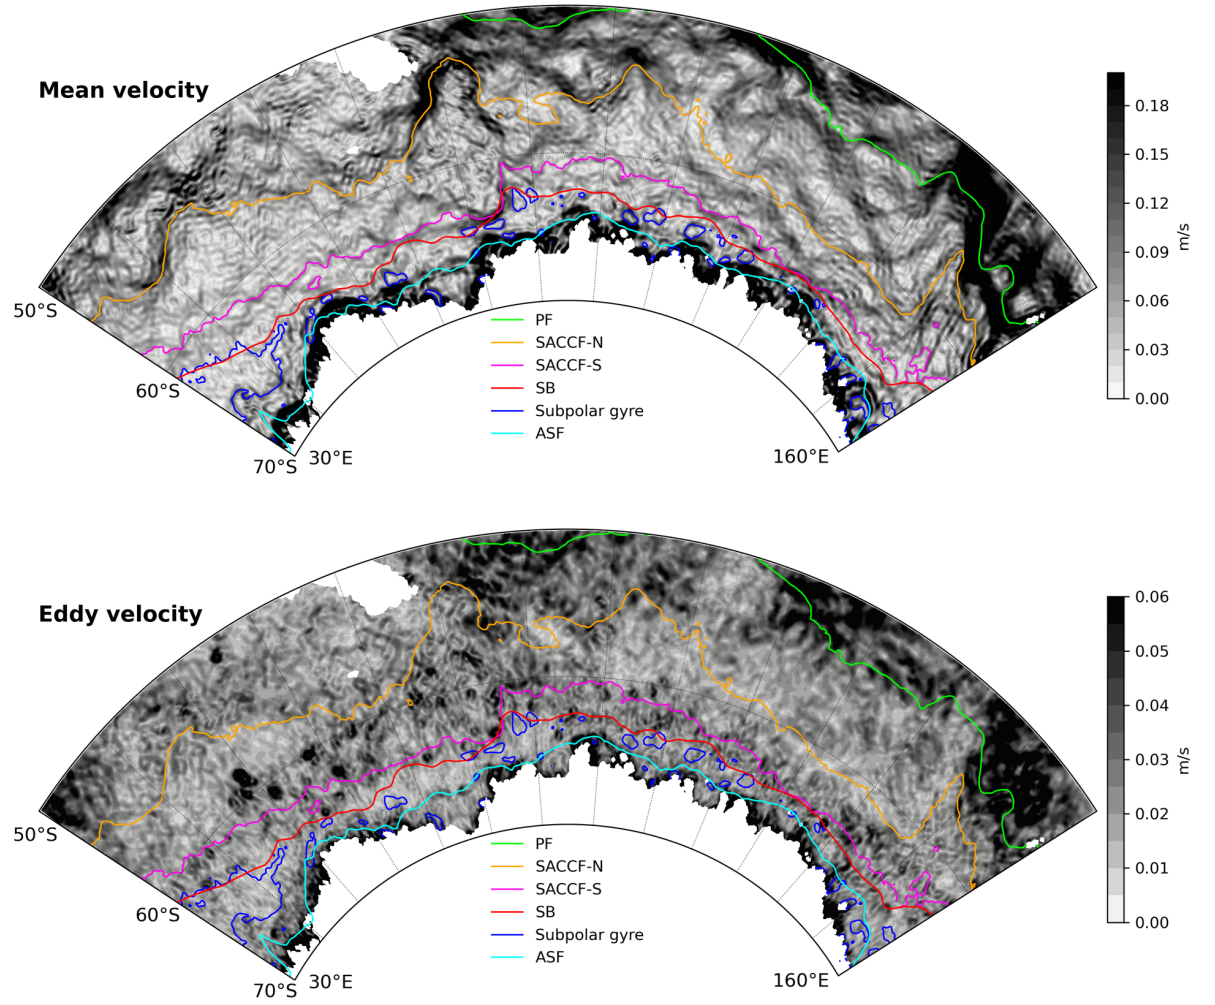 Mean velocity
50°S
60°S
70°S
30°E
160°E
PF
SACCF-N
SACCF-S
SB
Subpolar gyre
ASF
0.18
0.15
0.12
0.09
0.06
0.03
0.00
m/s
Eddy velocity
50°S
60°S
70°S
30°E
160°E
PF
SACCF-N
SACCF-S
SB
Subpolar gyre
ASF
0.06
0.05
0.04
0.03
0.02
0.01
0.00
m/s